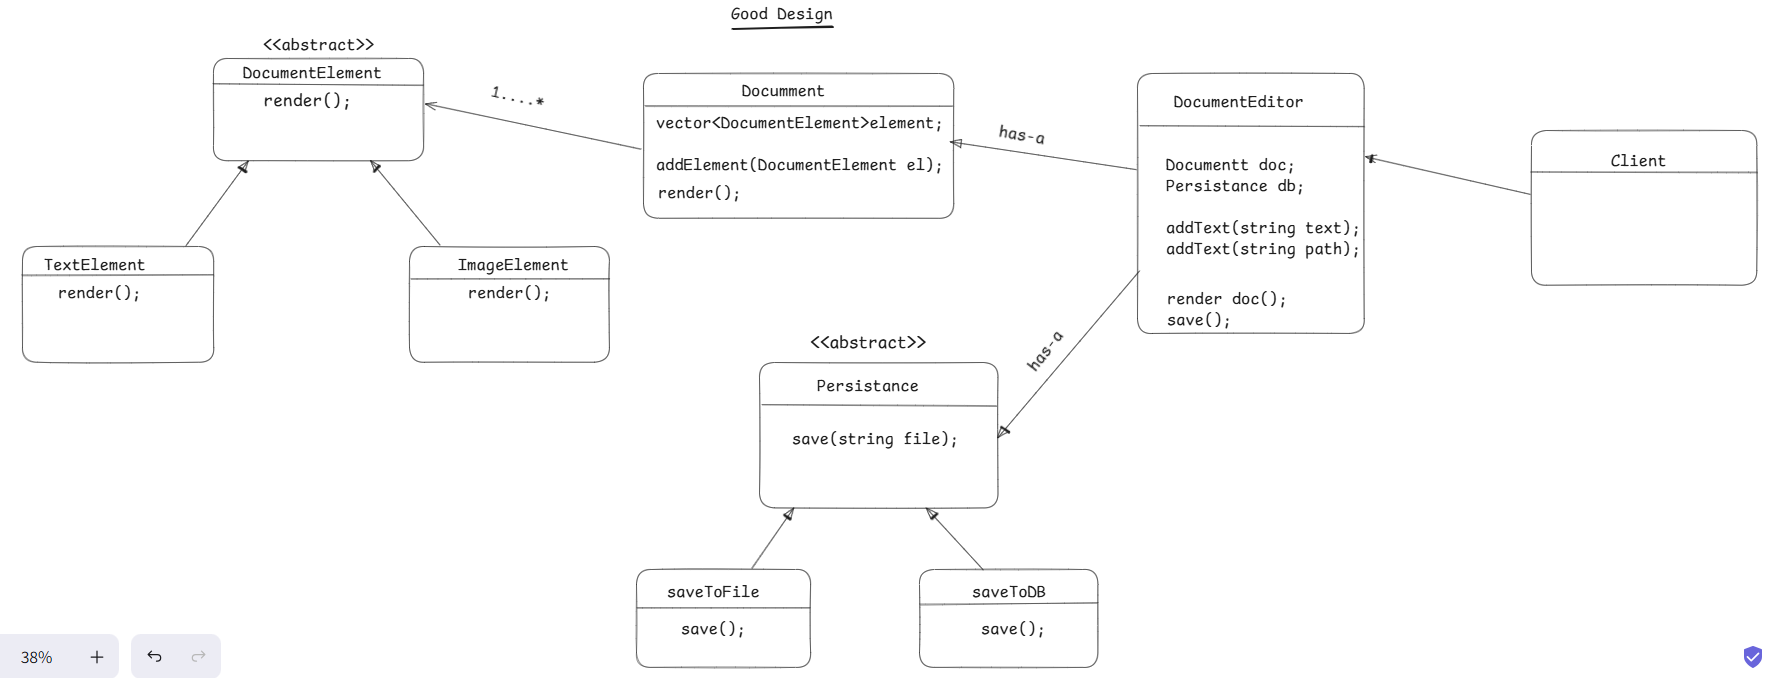 Good Design
<<abstract>>
DocumentElement
render();
1....*
Documment
vector<DocumentElement>element;
addElement(DocumentElement el);
render();
has-a
DocumentEditor
Documentt doc;
Persistance db;
addText(string text);
addText(string path);
render doc();
save();
Client
TextElement
render();
ImageElement
render();
has-a
<<abstract>>
Persistance
save(string file);
saveToFile
save();
saveToDB
save();
38%